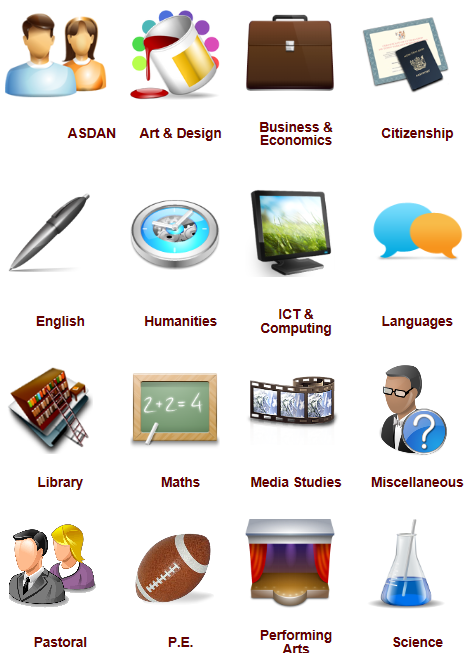 ASDAN
Art & Design
Business &
Economics
Citizenship
English
Humanities
ICT &
Computing
Languages
2+2=4
Library
Maths
Media Studies
Miscellaneous
?
Pastoral
P.E.
Performing
Arts
Science